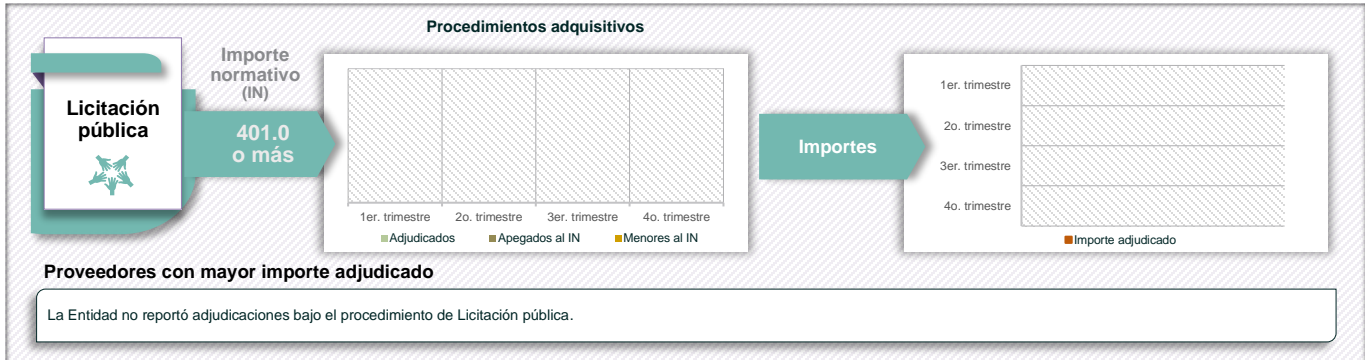 Procedimientos adquisitivos
Importe
normativo
(IN)
Licitación
pública
401.0
o más
1er. trimestre 2o. trimestre 3er. trimestre 4o. trimestre
Adjudicados Apegados al IN Menores al IN
Importes
1er. trimestre
2o. trimestre
3er. trimestre
4o. trimestre
Importe adjudicado
Proveedores con mayor importe adjudicado
La Entidad no reportó adjudicaciones bajo el procedimiento de Licitación pública.